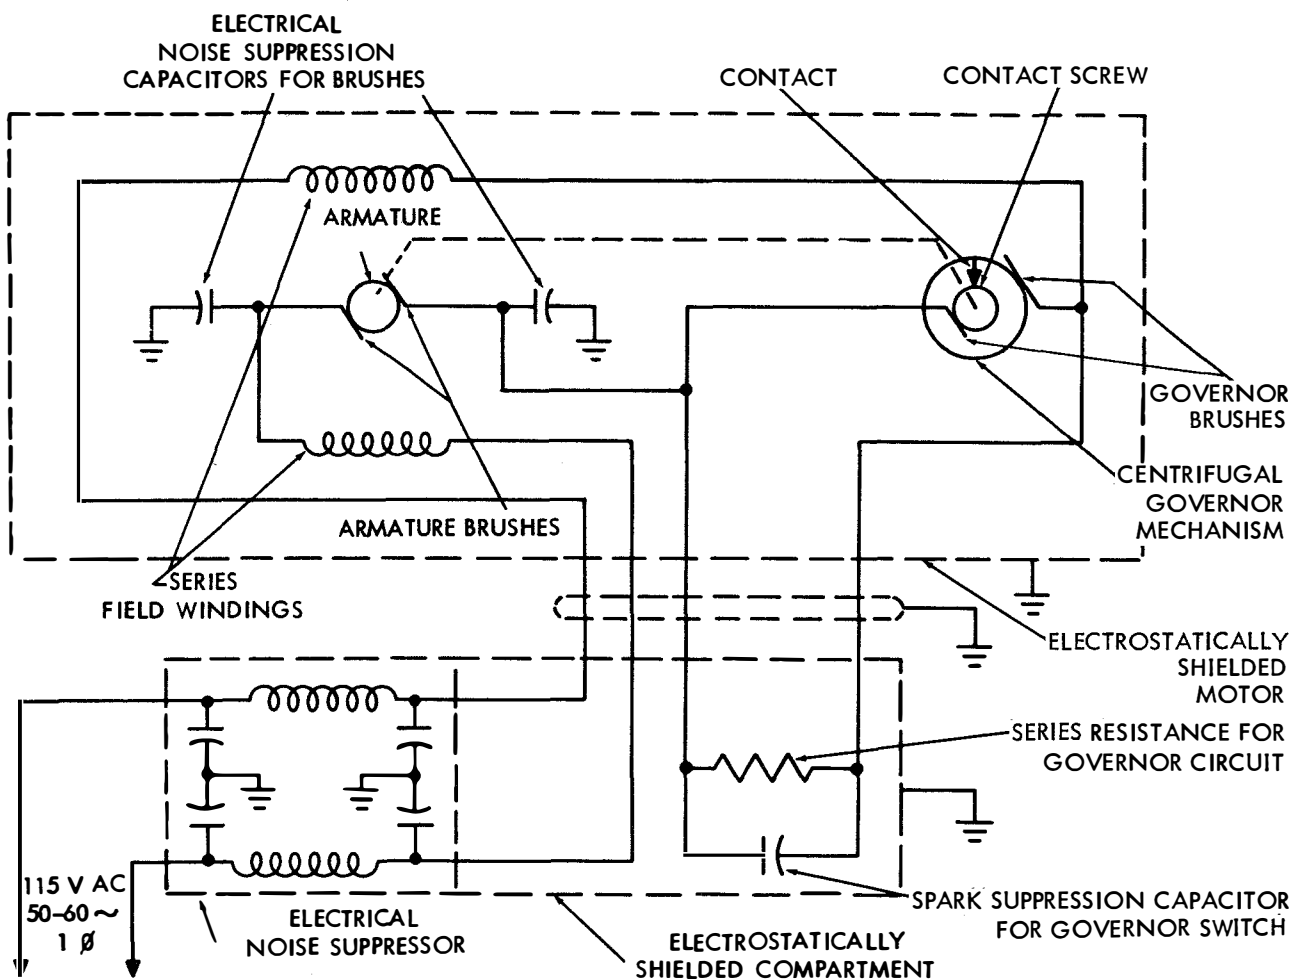 ELECTRICAL
NOISE SUPPRESSION
CAPACITORS FOR BRUSHES
CONTACT
CONTACT SCREW
ARMATURE
GOVERNOR
BRUSHES
CENTRIFUGAL
GOVERNOR
MECHANISM
ARMATURE BRUSHES
SERIES
FIELD WINDINGS
ELECTROSTATICALLY
SHIELDED
MOTOR
SERIES RESISTANCE FOR
GOVERNOR CIRCUIT
115 V AC
50-60 ~
1 Ø
ELECTRICAL
NOISE SUPPRESSOR
SPARK SUPPRESSION CAPACITOR
FOR GOVERNOR SWITCH
ELECTROSTATICALLY
SHIELDED COMPARTMENT